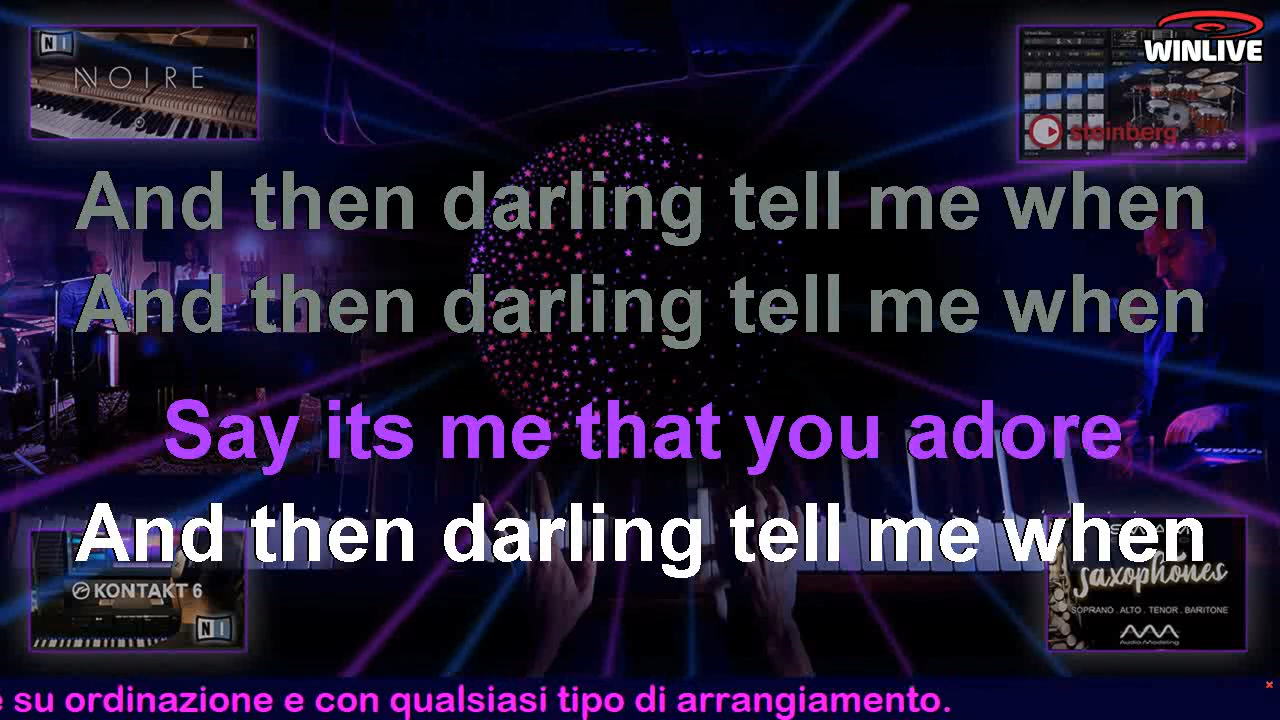 NI
NOIRE
WINLIVE
steinberg
And then darling tell me when
And then darling tell me when
Say its me that you adore
And then darling tell me when
KONTAKT 6
NI
saxophones
SOPRANO . ALTO . TENOR . BARITONE
Audio Modeling
e su ordinazione e con qualsiasi tipo di arrangiamento.